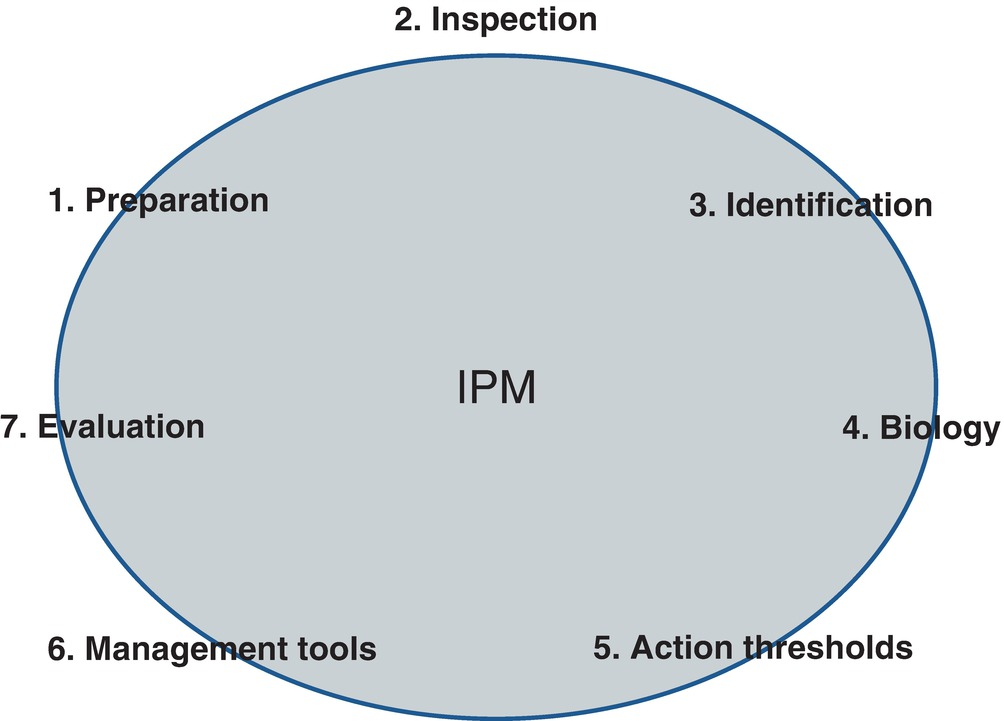 2. Inspection
1. Preparation
3. Identification
IPM
7. Evaluation
4. Biology
6. Management tools
5. Action thresholds